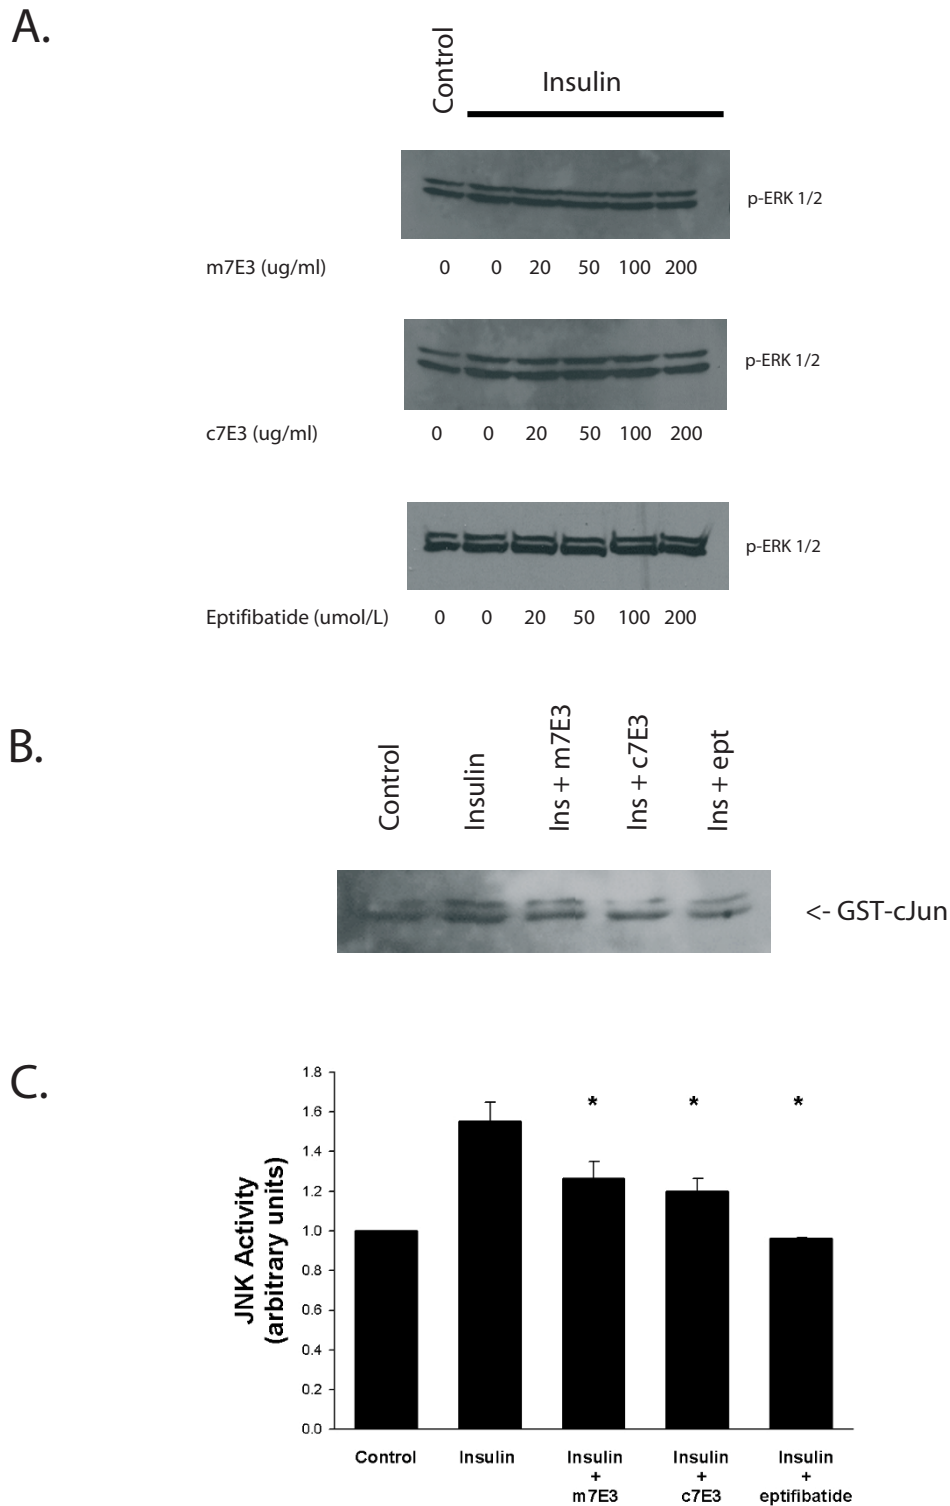 A.
Control
Insulin
p-ERK 1/2
m7E3 (ug/ml) 0 0 20 50 100 200
p-ERK 1/2
c7E3 (ug/ml) 0 0 20 50 100 200
p-ERK 1/2
Eptifibatide (umol/L) 0 0 20 50 100 200
B.
Control
Insulin
Ins + m7E3
Ins + c7E3
Ins + ept
<- GST-cJun
C.
JNK Activity
(arbitrary units)
1.8
1.6
1.4
1.2
1.0
0.8
0.6
0.4
0.2
0.0
* * *
Control
Insulin
Insulin
+
m7E3
Insulin
+
c7E3
Insulin
+
eptifibatide